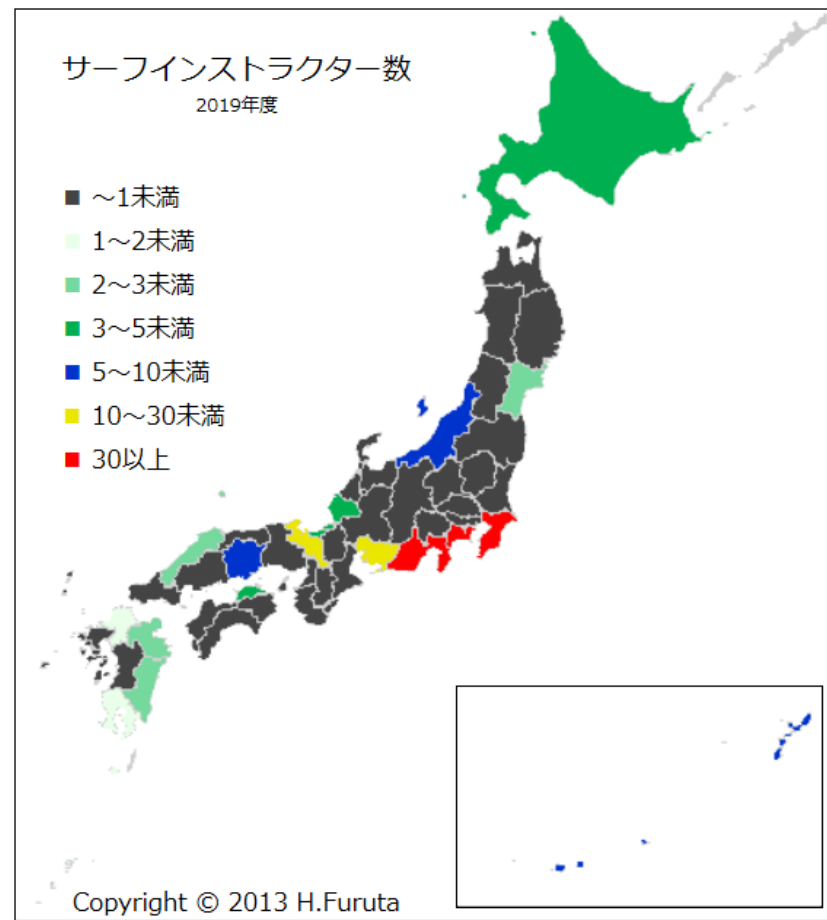 サーフインストラクター数
2019年度
～1未満
1～2未満
2～3未満
3～5未満
5～10未満
10～30未満
30以上
Copyright © 2013 H.Furuta